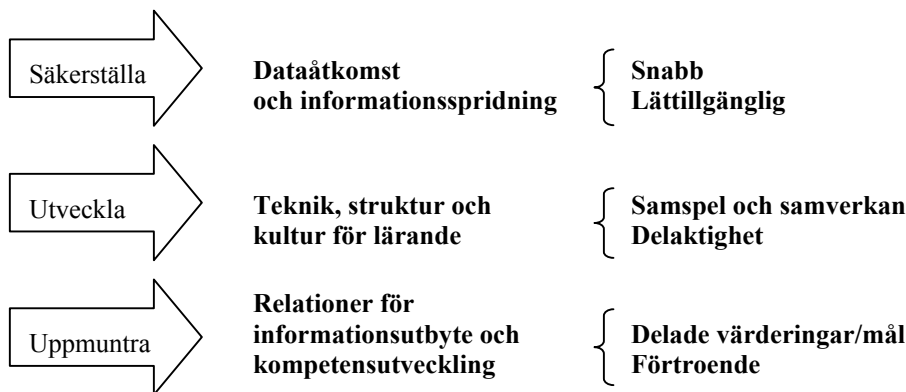 Säkerställa
Dataåtkomst
och informationsspridning
Snabb
Lättillgänglig
Utveckla
Teknik, struktur och
kultur för lärande
Samspel och samverkan
Delaktighet
Uppmuntra
Relationer för
informationsutbyte och
kompetensutveckling
Delade värderingar/mål
Förtroende